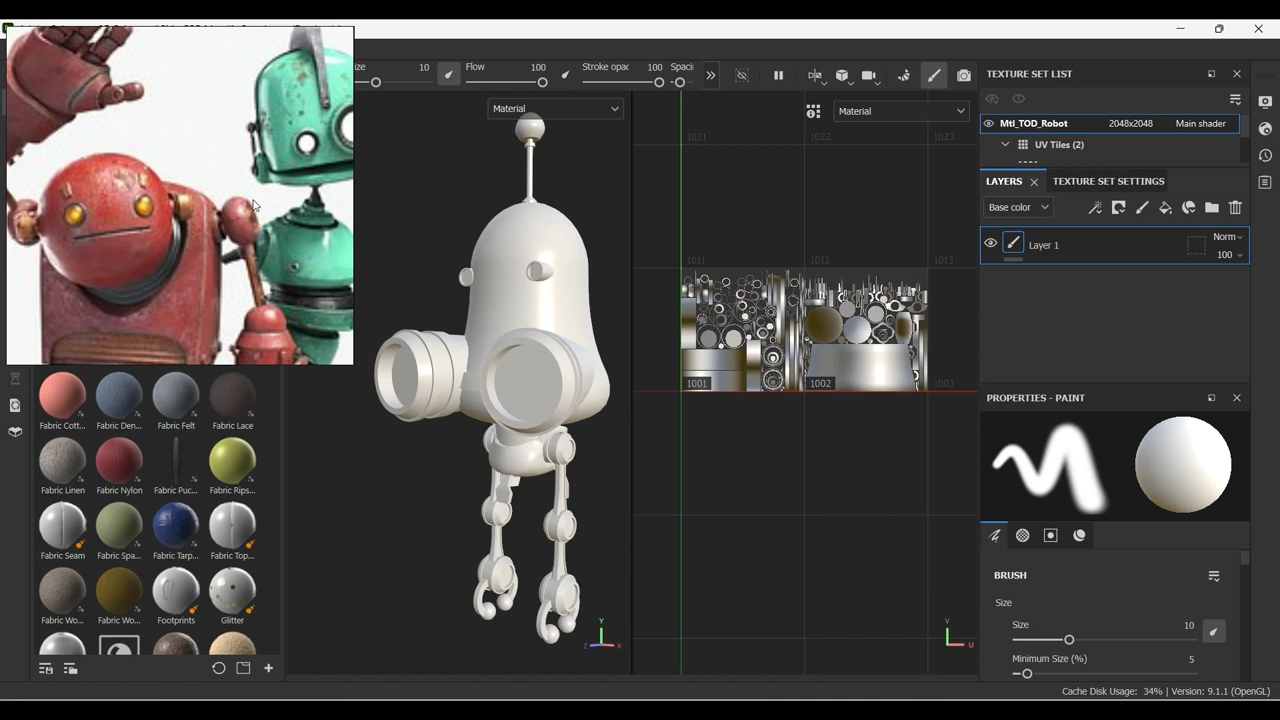 10
Flow
100
Stroke opac
100
Spacin
Material
Material
TEXTURE SET LIST
Mtl_TOD_Robot 2048x2048 Main shader
UV Tiles (2)
LAYERS
TEXTURE SET SETTINGS
Base color
Layer 1
Norm
100
1021
1022
1023
1011
1012
1013
1001
1002
1003
PROPERTIES - PAINT
BRUSH
Size
Size
10
Minimum Size (%)
5
Fabric Cott...
Fabric Den...
Fabric Felt
Fabric Lace
Fabric Linen
Fabric Nylon
Fabric Puc...
Fabric Rips...
Fabric Seam
Fabric Spa...
Fabric Tarp...
Fabric Top...
Fabric Wo...
Fabric Wo...
Footprints
Glitter
Y
Z
X
V
U
Cache Disk Usage: 34% | Version: 9.1.1 (OpenGL)